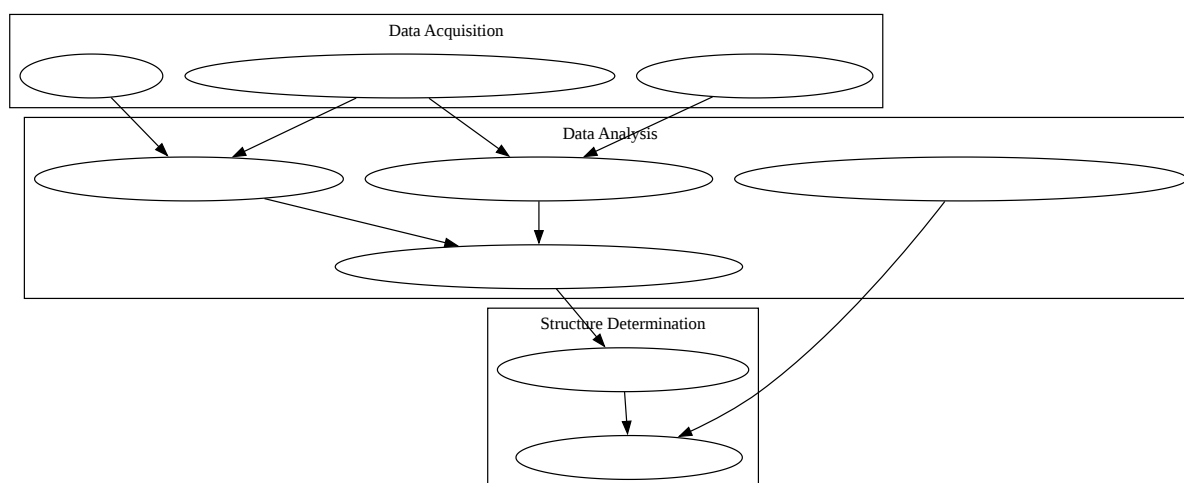 Data Acquisition
Data Analysis
Structure Determination